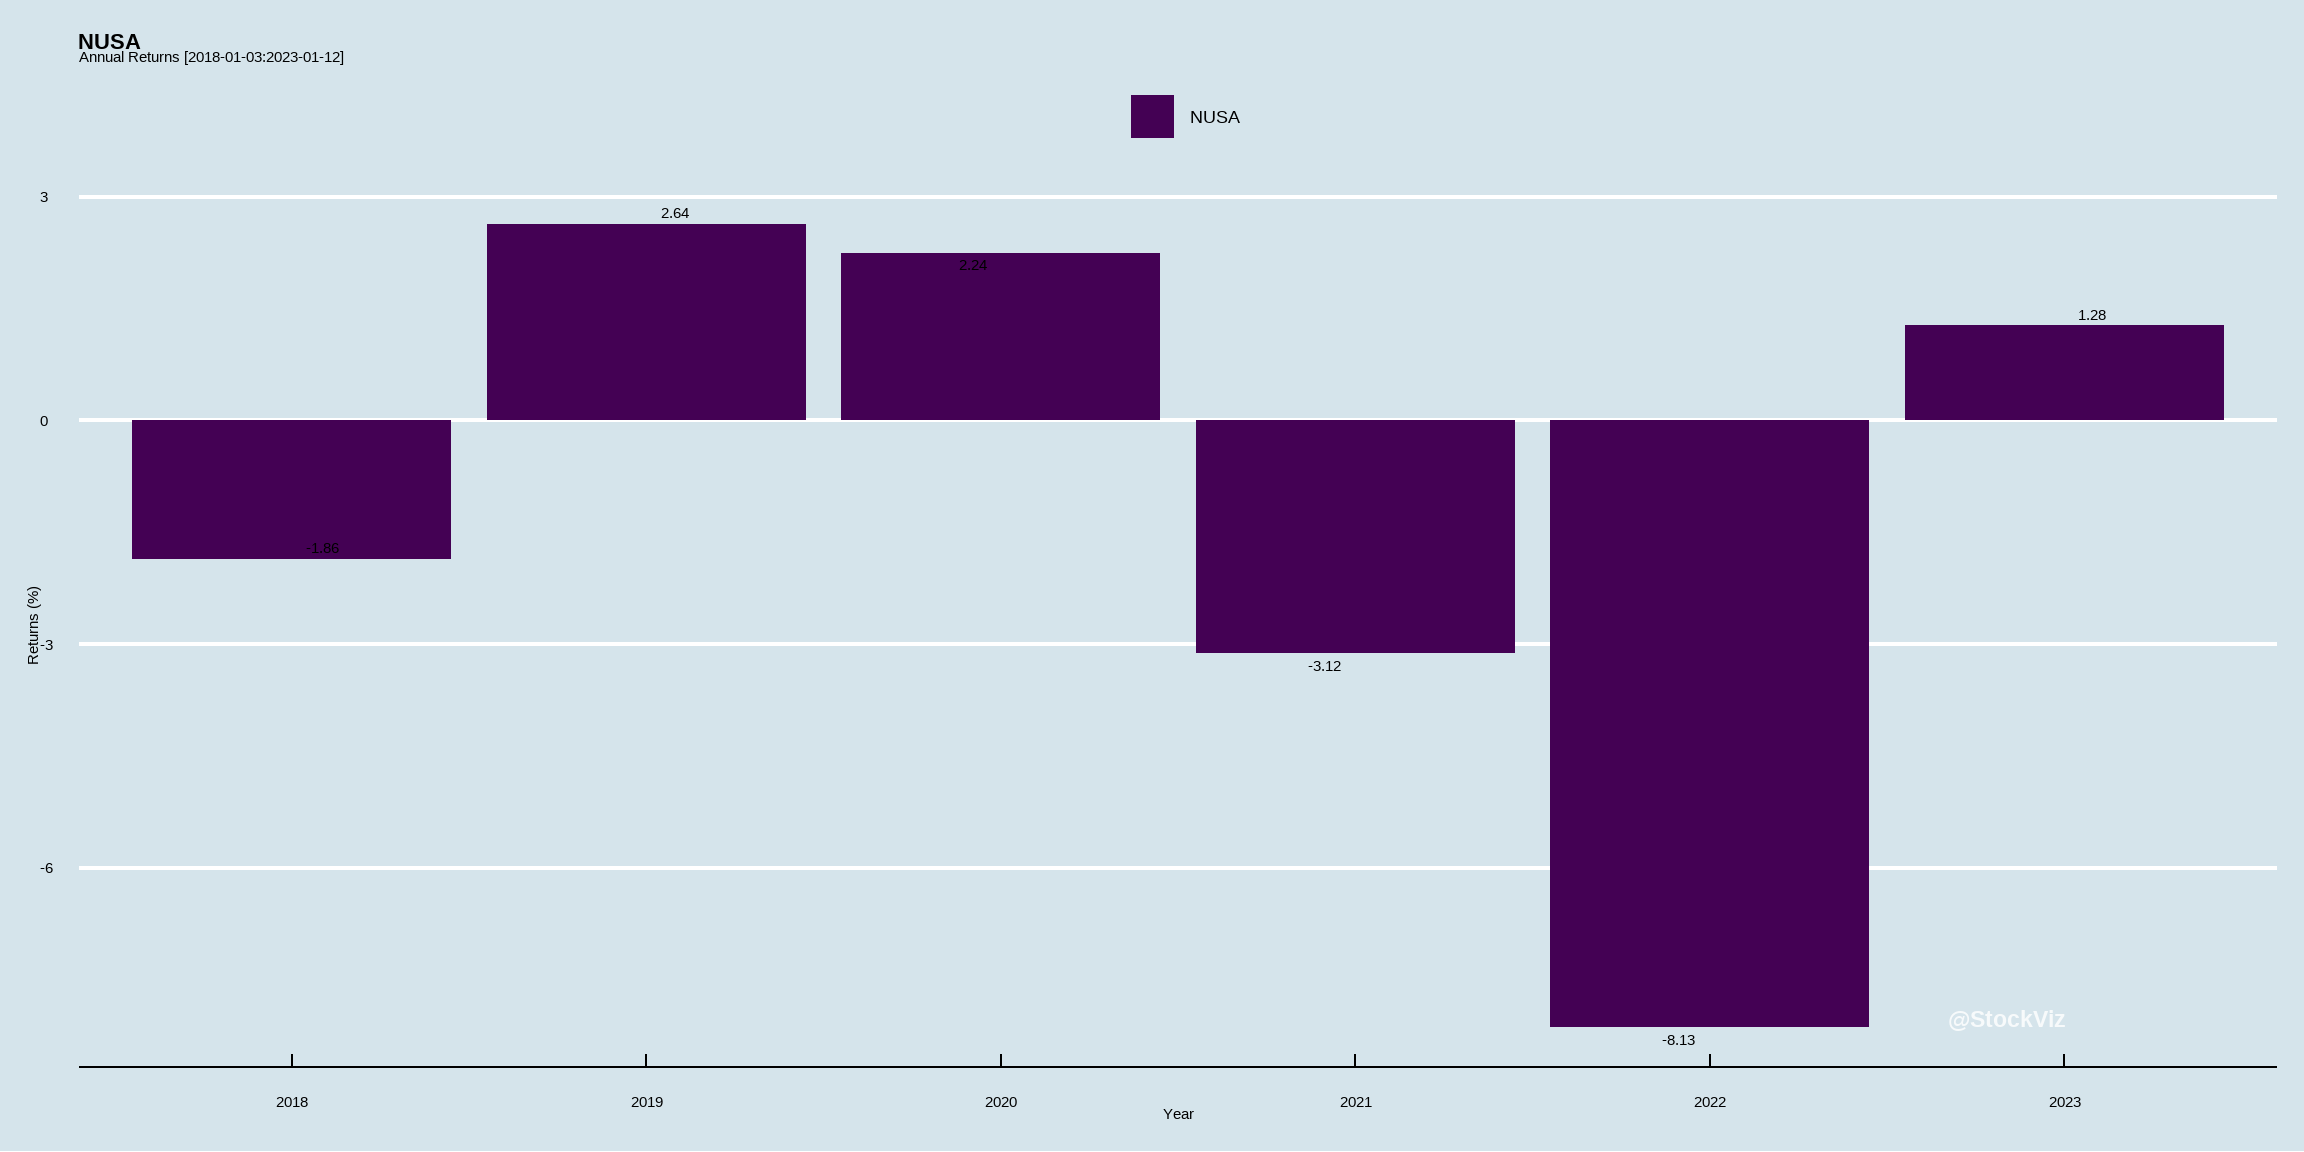 NUSA
Annual Returns [2018-01-03:2023-01-12]
NUSA
3
2.64
2.24
1.28
0
-1.86
Returns (%)
-3
-3.12
-6
@StockViz
-8.13
2018 2019 2020 2021 2022 2023
Year